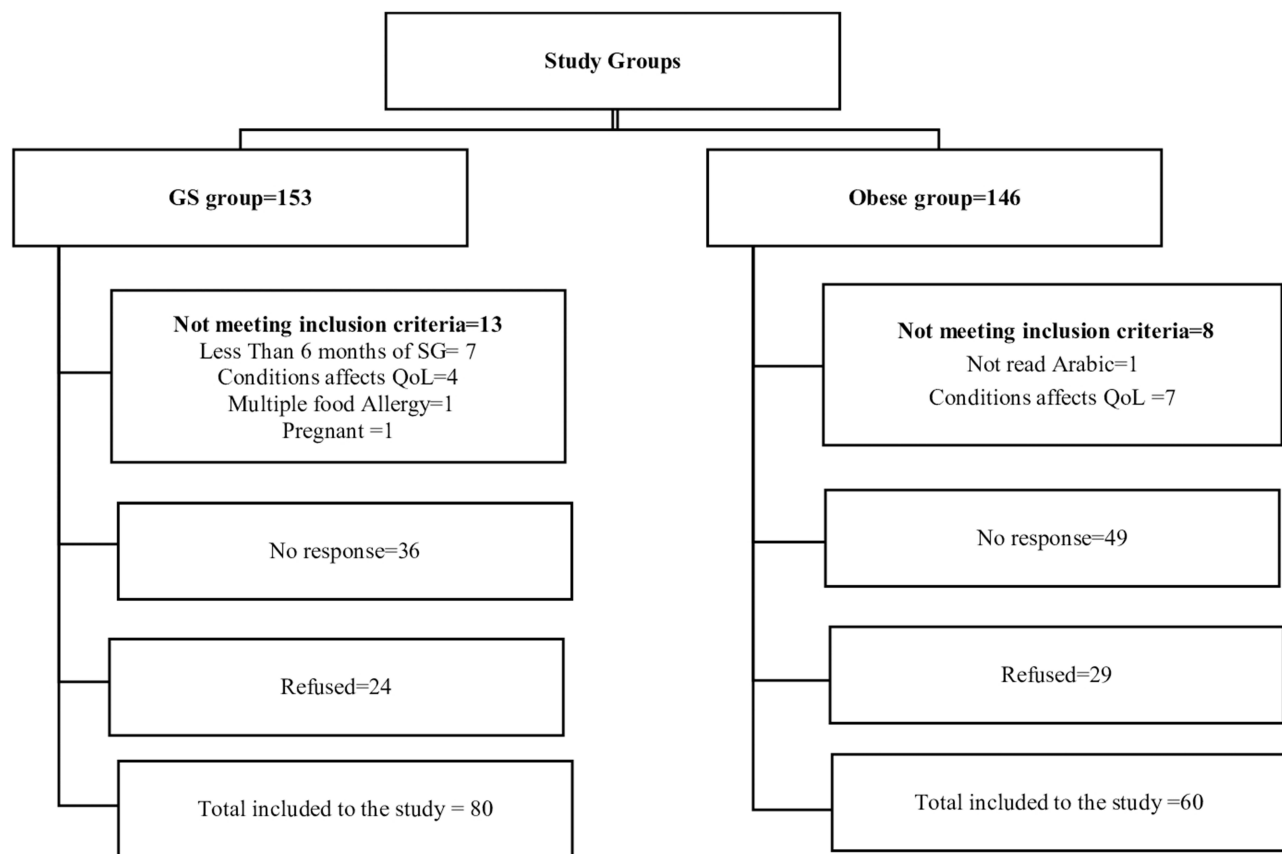 Study Groups
GS group=153
Not meeting inclusion criteria=13
Less Than 6 months of SG= 7
Conditions affects QoL=4
Multiple food Allergy=1
Pregnant =1
No response=36
Refused=24
Total included to the study = 80
Obese group=146
Not meeting inclusion criteria=8
Not read Arabic=1
Conditions affects QoL =7
No response=49
Refused=29
Total included to the study =60